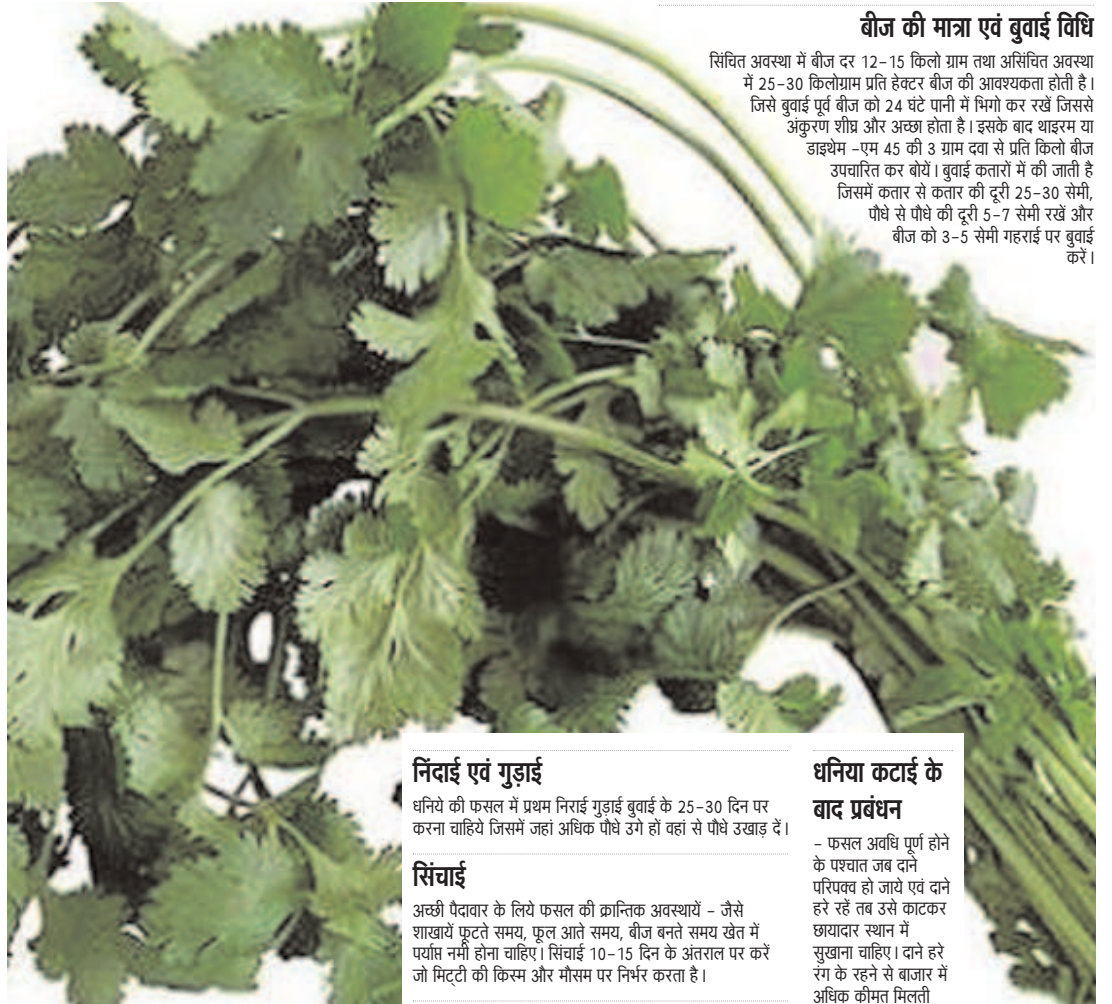 बीज की मात्रा एवं बुवाई विधि
सिंचित अवस्था में बीज दर 12-15 किलो ग्राम तथा असिंचित अवस्था
में 25-30 किलोग्राम प्रति हेक्टर बीज की आवश्यकता होती है।
जिसे बुवाई पूर्व बीज को 24 घंटे पानी में भिगो कर रखें जिससे
अंकुरण शीघ्र और अच्छा होता है। इसके बाद थाइरम या
डाइथेम -एम 45 की 3 ग्राम दवा से प्रति किलो बीज
उपचारित कर बोयें। बुवाई कतारों में की जाती है
जिसमें कतार से कतार की दूरी 25-30 सेमी,
पौधे से पौधे की दूरी 5-7 सेमी रखें और
बीज को 3-5 सेमी गहराई पर बुवाई
करें।
निंदाई एवं गुड़ाई
धनिये की फसल में प्रथम निराई गुड़ाई बुवाई के 25-30 दिन पर
करना चाहिये जिसमें जहां अधिक पौधे उगे हों वहां से पौधे उखाड़ दें।
सिंचाई
अच्छी पैदावार के लिये फसल की क्रान्तिक अवस्थायें - जैसे
शाखायें फूटते समय, फूल आते समय, बीज बनते समय खेत में
पर्याप्त नमी होना चाहिए। सिंचाई 10-15 दिन के अंतराल पर करें
जो मिट्टी की किस्म और मौसम पर निर्भर करता है।
धनिया कटाई के
बाद प्रबंधन
- फसल अवधि पूर्ण होने
के पश्चात जब दाने
परिपक्व हो जाये एवं दाने
हरे रहें तब उसे काटकर
छायादार स्थान में
सुखाना चाहिए। दाने हरे
रंग के रहने से बाजार में
अधिक कीमत मिलती